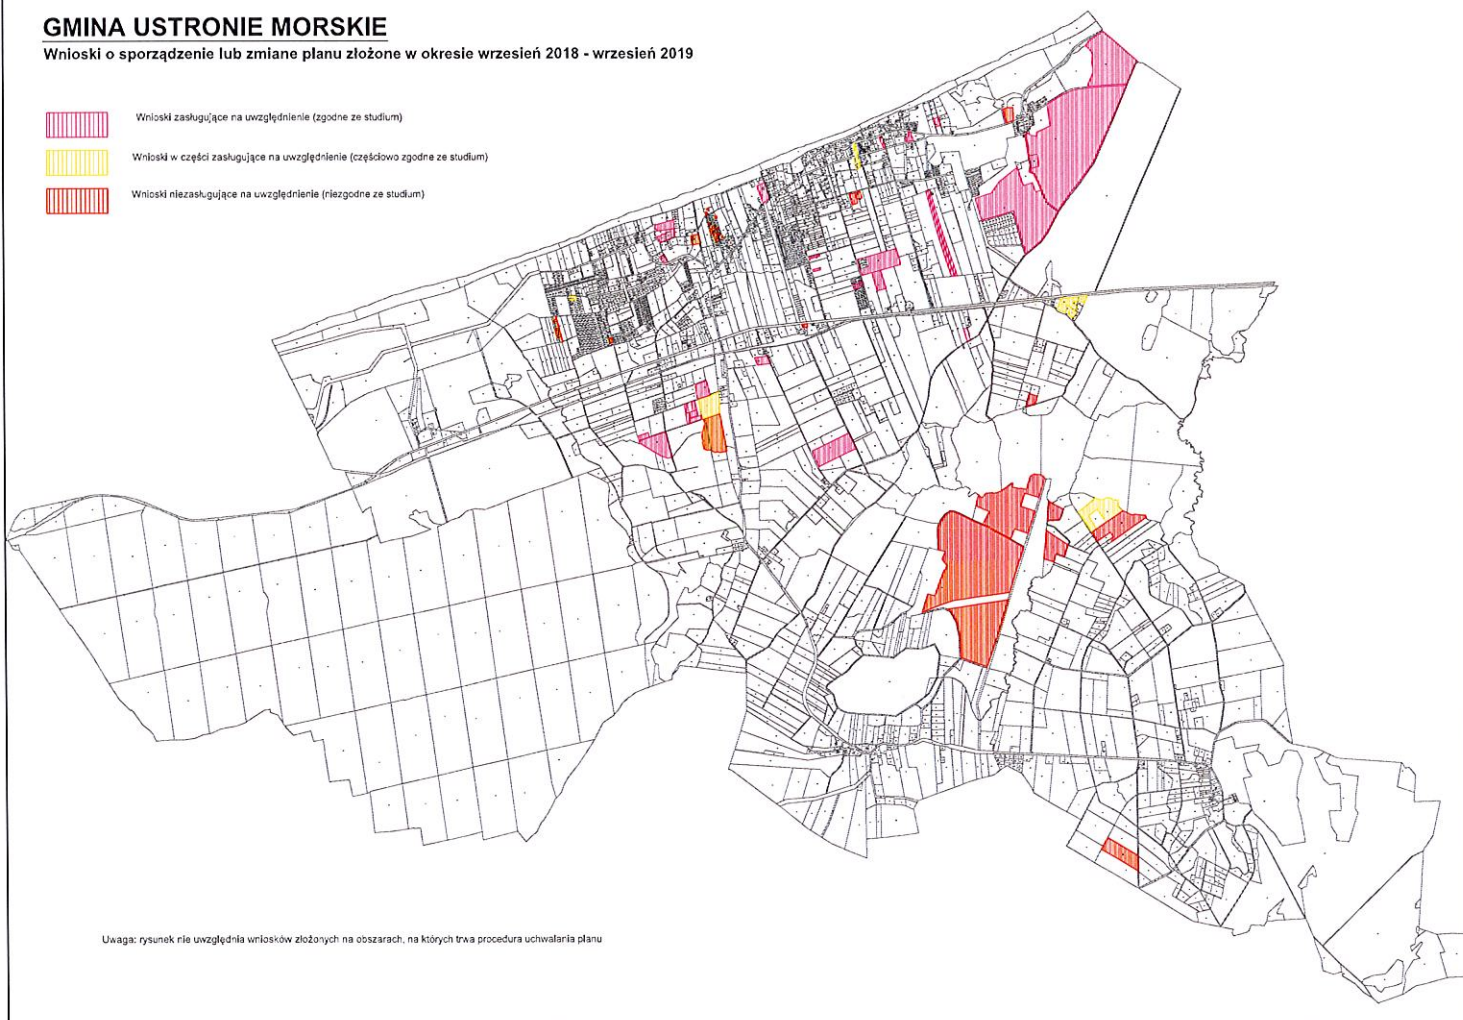 GMINA USTRONIE MORSKIE
Wnioski o sporządzenie lub zmiane planu złożone w okresie wrzesień 2018 - wrzesień 2019
Wnioski zasługujące na uwzględnienie (zgodne ze studium)
Wnioski w części zasługujące na uwzględnienie (częściowo zgodne ze studium)
Wnioski niezasługujące na uwzględnienie (niezgodne ze studium)
Uwaga: rysunek nie uwzględnia wniosków złożonych na obszarach, na których trwa procedura uchwalania planu